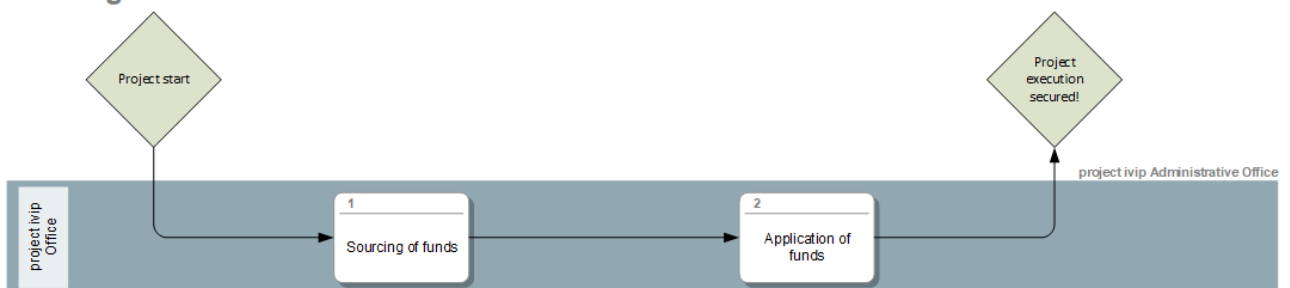 Project start
Project
execution
secured!
project ivip Administrative Office
project ivip
Office
1
Sourcing of funds
2
Application of
funds